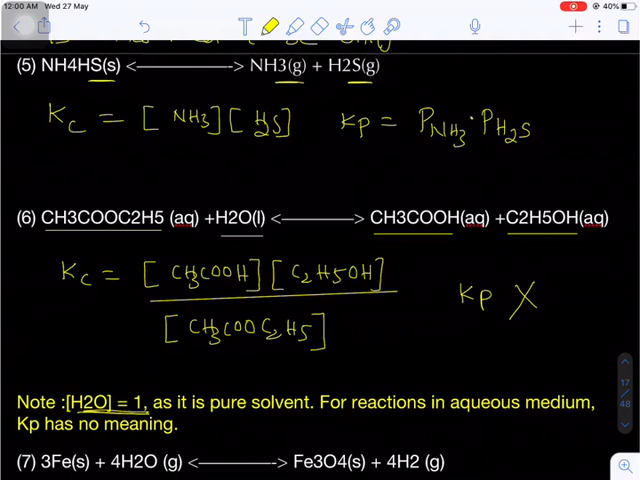 12:00 AM Wed 27 May
40%
(5) NH4HS(s) <——————> NH3(g) + H2S(g)
KC = [ NH3] [ H2S] KP = PNH3 . PH2S
(6) CH3COOC2H5 (aq) +H2O(l) <————> CH3COOH(aq) +C2H5OH(aq)
KC = [ CH3COOH] [ C2H5OH]
[ CH3COOC2H5]
KP X
Note :[H2O] = 1, as it is pure solvent. For reactions in aqueous medium,
Kp has no meaning.
17
48
(7) 3Fe(s) + 4H2O (g) <————> Fe3O4(s) + 4H2 (g)